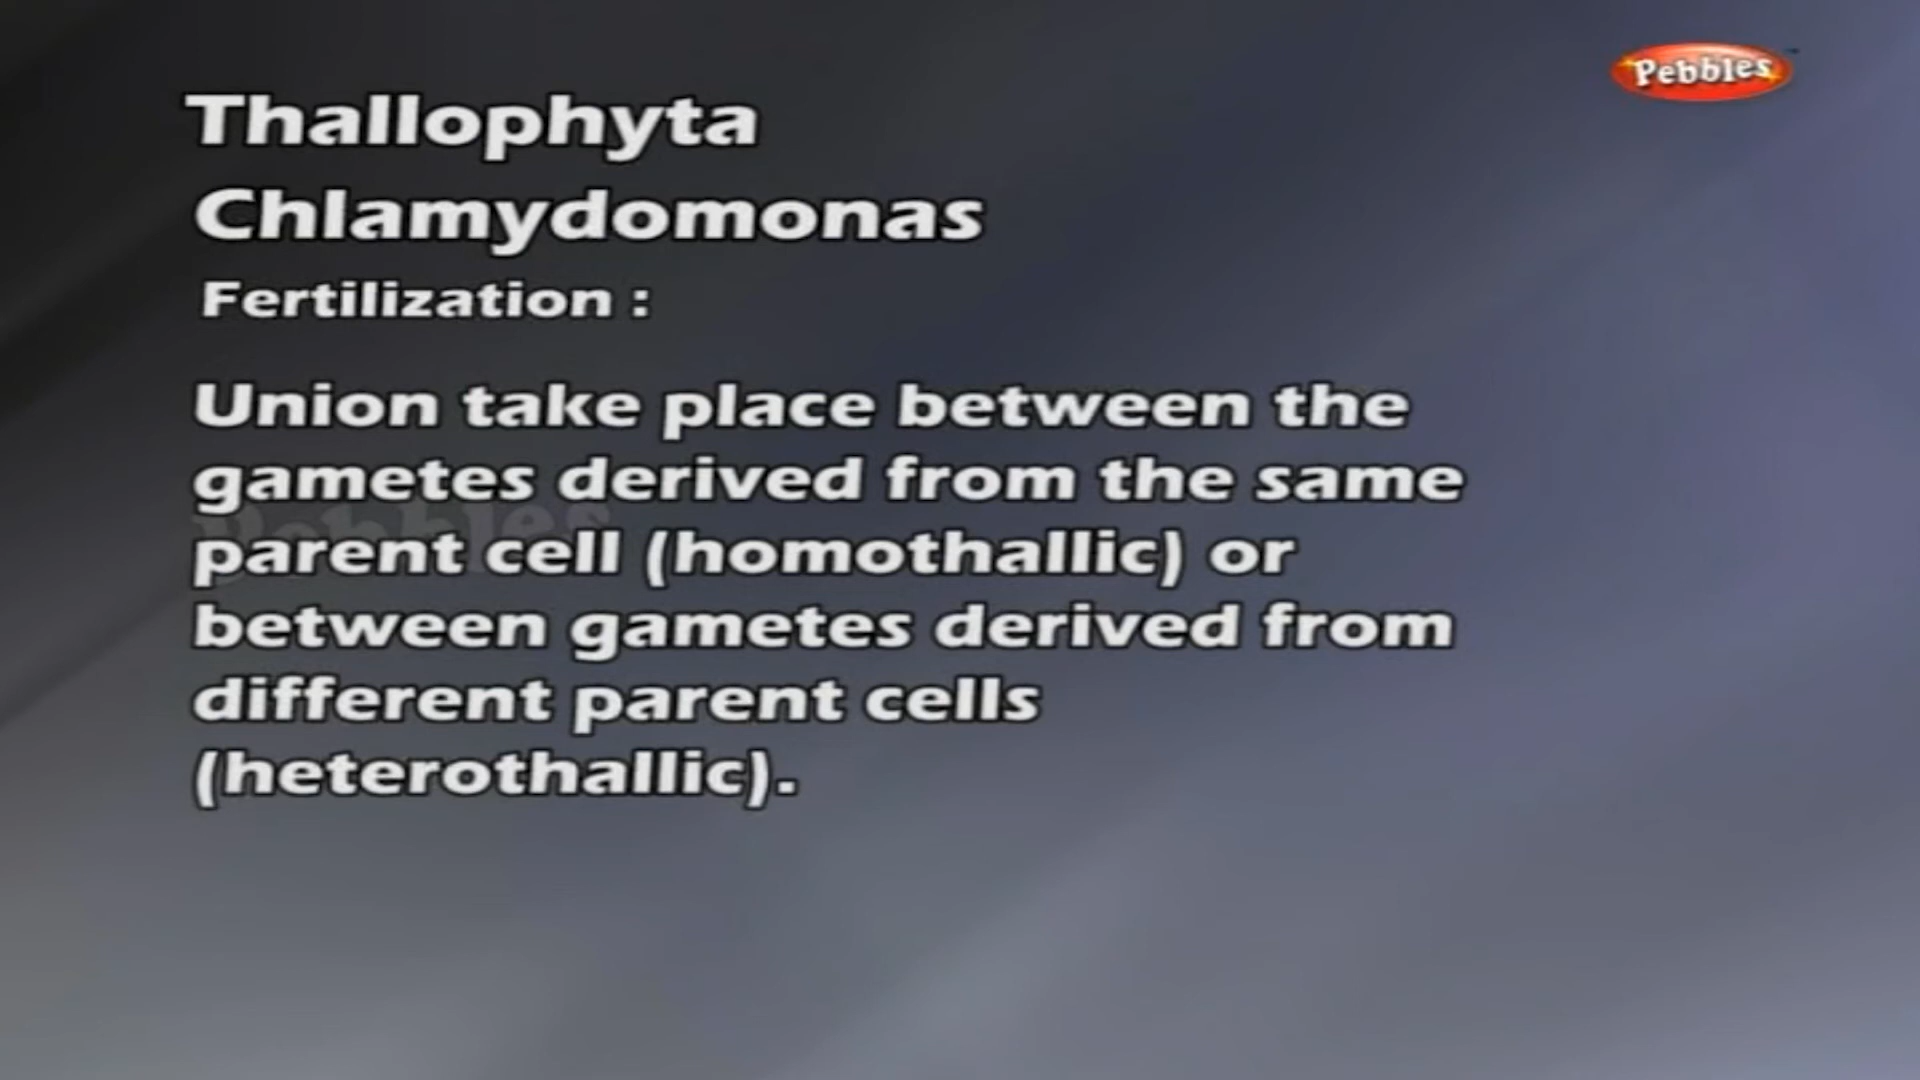 Pebbles
Thallophyta
Chlamydomonas
Fertilization :
Union take place between the
gametes derived from the same
Pebbles
parent cell (homothallic) or
between gametes derived from
different parent cells
(heterothallic).